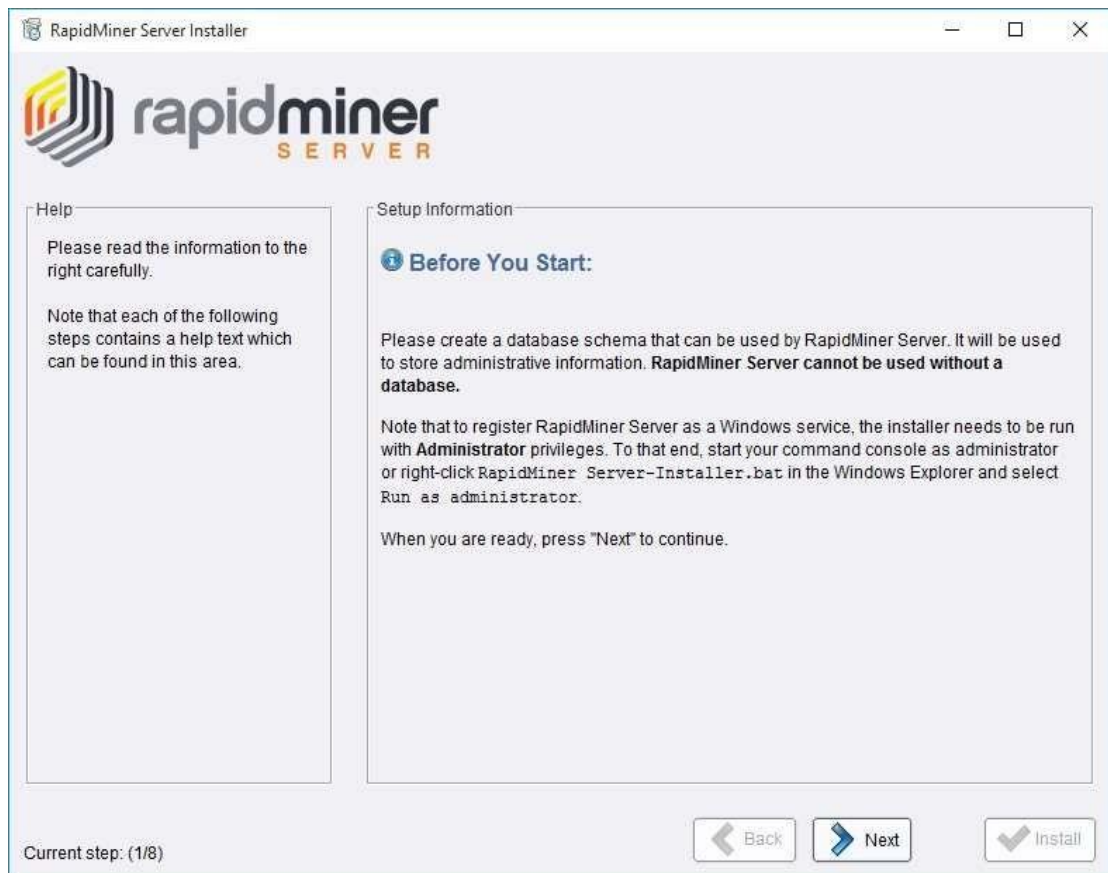 RapidMiner Server Installer
rapidminer
SERVER
Help
Please read the information to the
right carefully.
Note that each of the following
steps contains a help text which
can be found in this area.
Setup Information
Before You Start:
Please create a database schema that can be used by RapidMiner Server. It will be used
to store administrative information. RapidMiner Server cannot be used without a
database.
Note that to register RapidMiner Server as a Windows service, the installer needs to be run
with Administrator privileges. To that end, start your command console as administrator
or right-click RapidMiner Server-Installer.bat in the Windows Explorer and select
Run as administrator.
When you are ready, press "Next" to continue.
Current step: (1/8)
Back
Next
Install